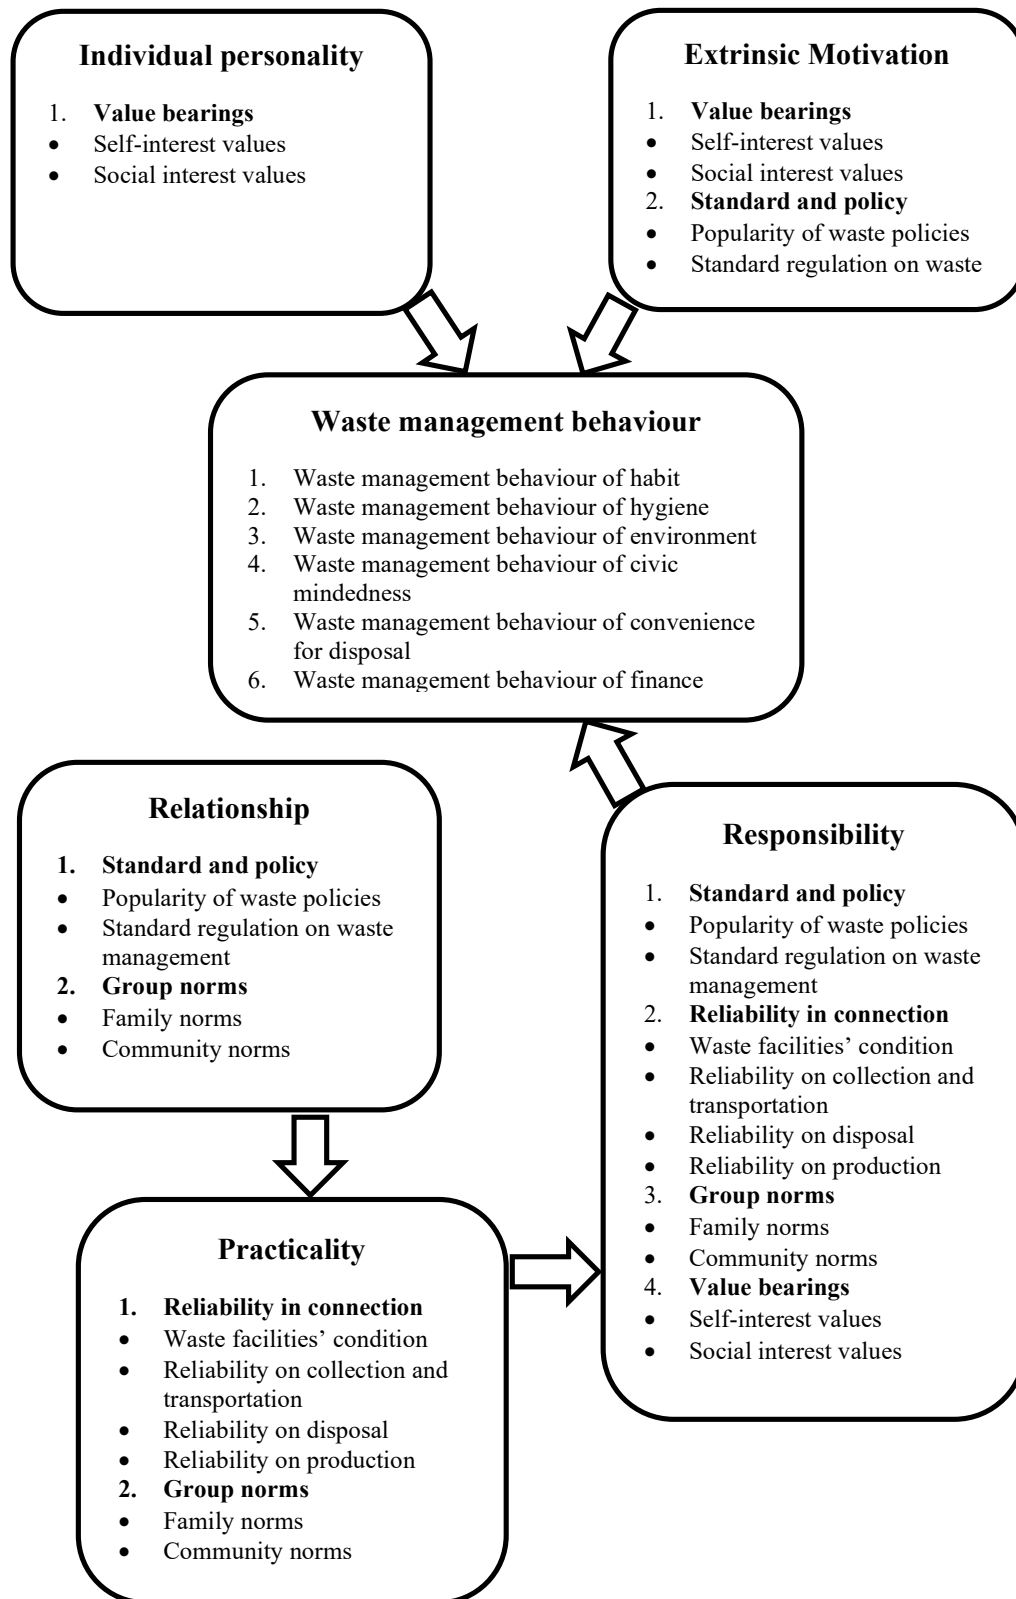 Individual personality
1. Value bearings
• Self-interest values
• Social interest values
Extrinsic Motivation
1. Value bearings
• Self-interest values
• Social interest values
2. Standard and policy
• Popularity of waste policies
• Standard regulation on waste
Waste management behaviour
1. Waste management behaviour of habit
2. Waste management behaviour of hygiene
3. Waste management behaviour of environment
4. Waste management behaviour of civic
mindedness
5. Waste management behaviour of convenience
for disposal
6. Waste management behaviour of finance
Relationship
1. Standard and policy
• Popularity of waste policies
• Standard regulation on waste
management
2. Group norms
• Family norms
• Community norms
Responsibility
1. Standard and policy
• Popularity of waste policies
• Standard regulation on waste
management
2. Reliability in connection
• Waste facilities’ condition
• Reliability on collection and
transportation
• Reliability on disposal
• Reliability on production
3. Group norms
• Family norms
• Community norms
4. Value bearings
• Self-interest values
• Social interest values
Practicality
1. Reliability in connection
• Waste facilities’ condition
• Reliability on collection and
transportation
• Reliability on disposal
• Reliability on production
2. Group norms
• Family norms
• Community norms